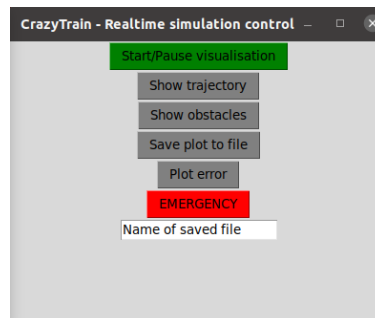 CrazyTrain - Realtime simulation control
Start/Pause visualisation
Show trajectory
Show obstacles
Save plot to file
Plot error
EMERGENCY
Name of saved file